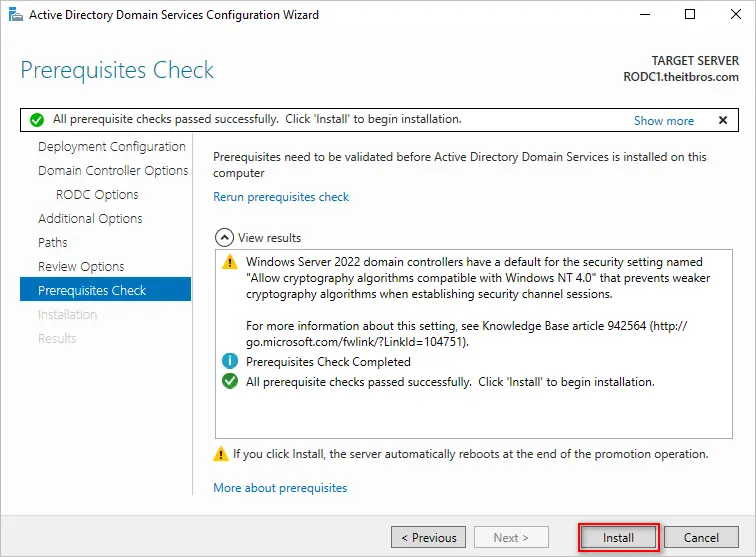 Active Directory Domain Services Configuration Wizard
Prerequisites Check
TARGET SERVER
RODC1.theitbros.com
All prerequisite checks passed successfully.  Click 'Install' to begin installation.
Show more
Deployment Configuration
Domain Controller Options
RODC Options
Additional Options
Paths
Review Options
Prerequisites Check
Installation
Results
Prerequisites need to be validated before Active Directory Domain Services is installed on this
computer
Rerun prerequisites check
View results
Windows Server 2022 domain controllers have a default for the security setting named
"Allow cryptography algorithms compatible with Windows NT 4.0" that prevents weaker
cryptography algorithms when establishing security channel sessions.
For more information about this setting, see Knowledge Base article 942564 (http://
go.microsoft.com/fwlink/?LinkId=104751).
Prerequisites Check Completed
All prerequisite checks passed successfully.  Click 'Install' to begin installation.
If you click Install, the server automatically reboots at the end of the promotion operation.
More about prerequisites
< Previous
Next >
Install
Cancel